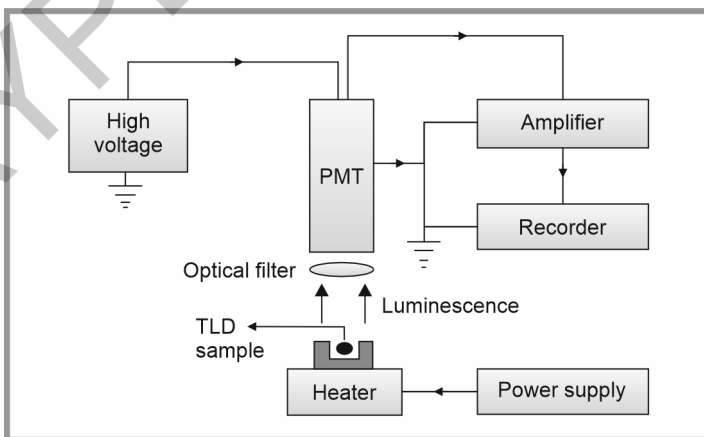 High
voltage
PMT
Amplifier
Recorder
Optical filter
Luminescence
TLD
sample
Heater
Power supply